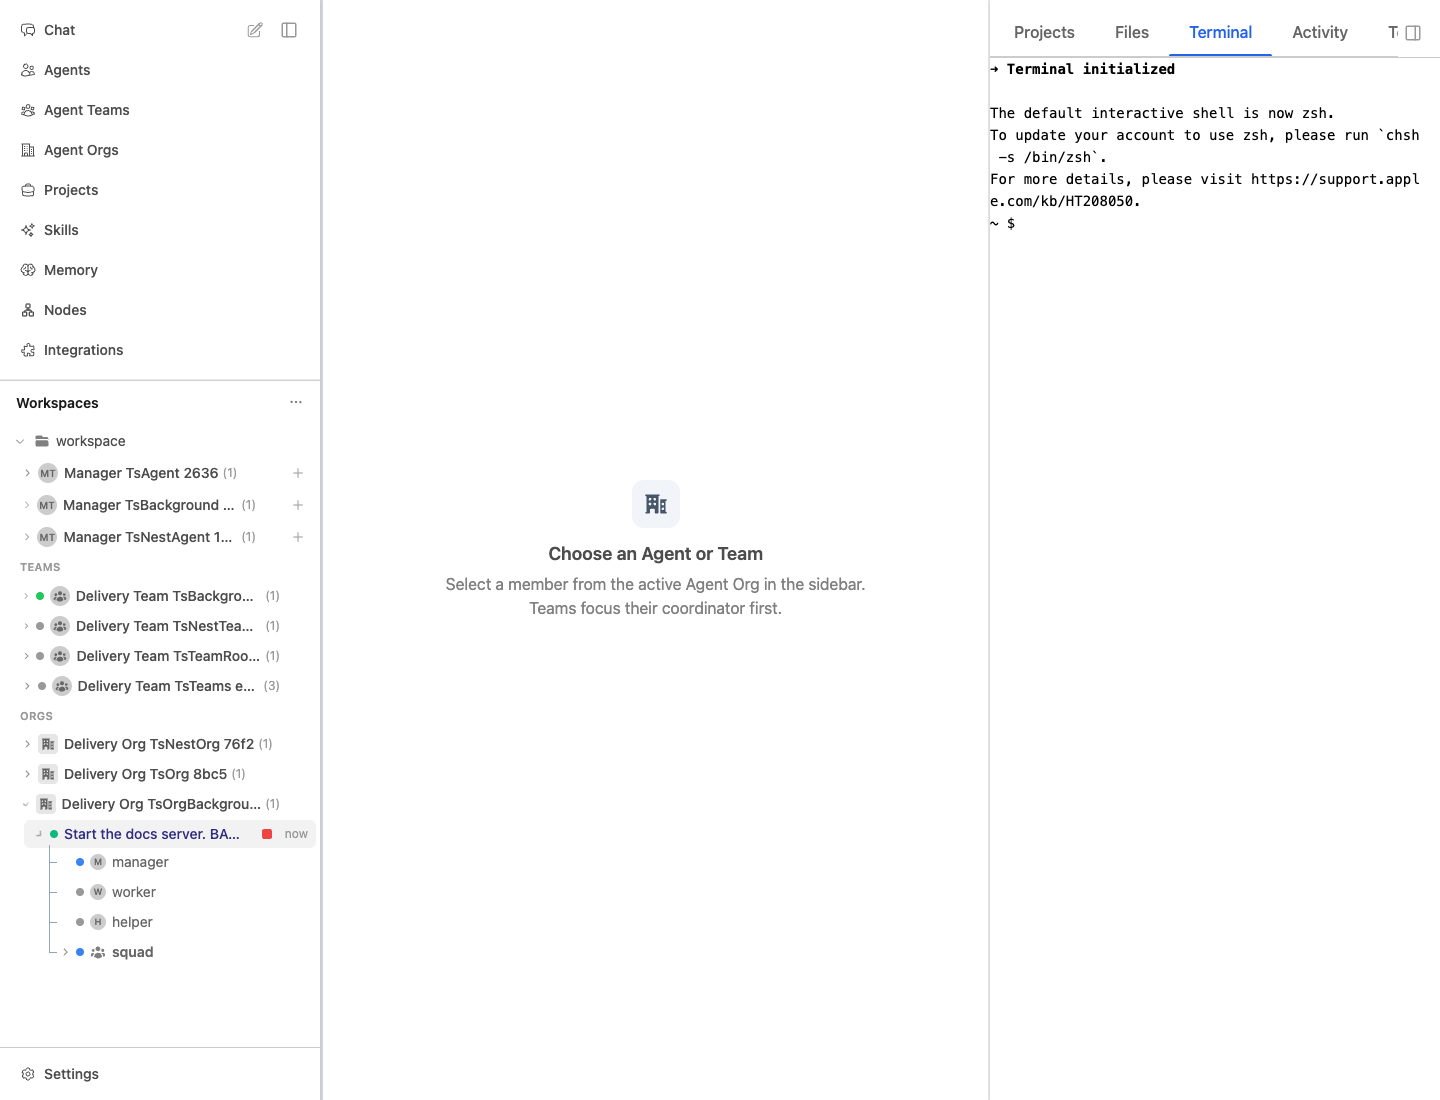 Chat
Agents
Agent Teams
Agent Orgs
Projects
Skills
Memory
Nodes
Integrations
Workspaces
workspace
MT Manager TsAgent 2636 (1)
MT Manager TsBackground ... (1)
MT Manager TsNestAgent 1... (1)
TEAMS
Delivery Team TsBackgro... (1)
Delivery Team TsNestTea... (1)
Delivery Team TsTeamRoo... (1)
Delivery Team TsTeams e... (3)
ORGS
Delivery Org TsNestOrg 76f2 (1)
Delivery Org TsOrg 8bc5 (1)
Delivery Org TsOrgBackgrou... (1)
Start the docs server. BA... now
M manager
W worker
H helper
squad
Settings
Choose an Agent or Team
Select a member from the active Agent Org in the sidebar.
Teams focus their coordinator first.
Projects Files Terminal Activity
→ Terminal initialized
The default interactive shell is now zsh.
To update your account to use zsh, please run `chsh
-s /bin/zsh`.
For more details, please visit https://support.appl
e.com/kb/HT208050.
~ $